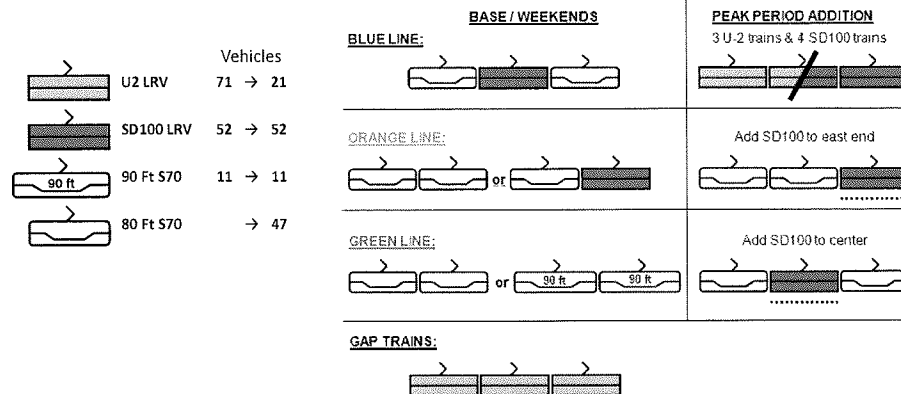 Vehicles
U2 LRV 71 → 21
SD100 LRV 52 → 52
90 ft
90 Ft S70 11 → 11
80 Ft S70 → 47
BASE / WEEKENDS
PEAK PERIOD ADDITION
BLUE LINE:
3 U-2 trains & 4 SD100 trains
ORANGE LINE:
or
Add SD100 to east end
GREEN LINE:
or
90 ft 90 ft
Add SD100 to center
GAP TRAINS: